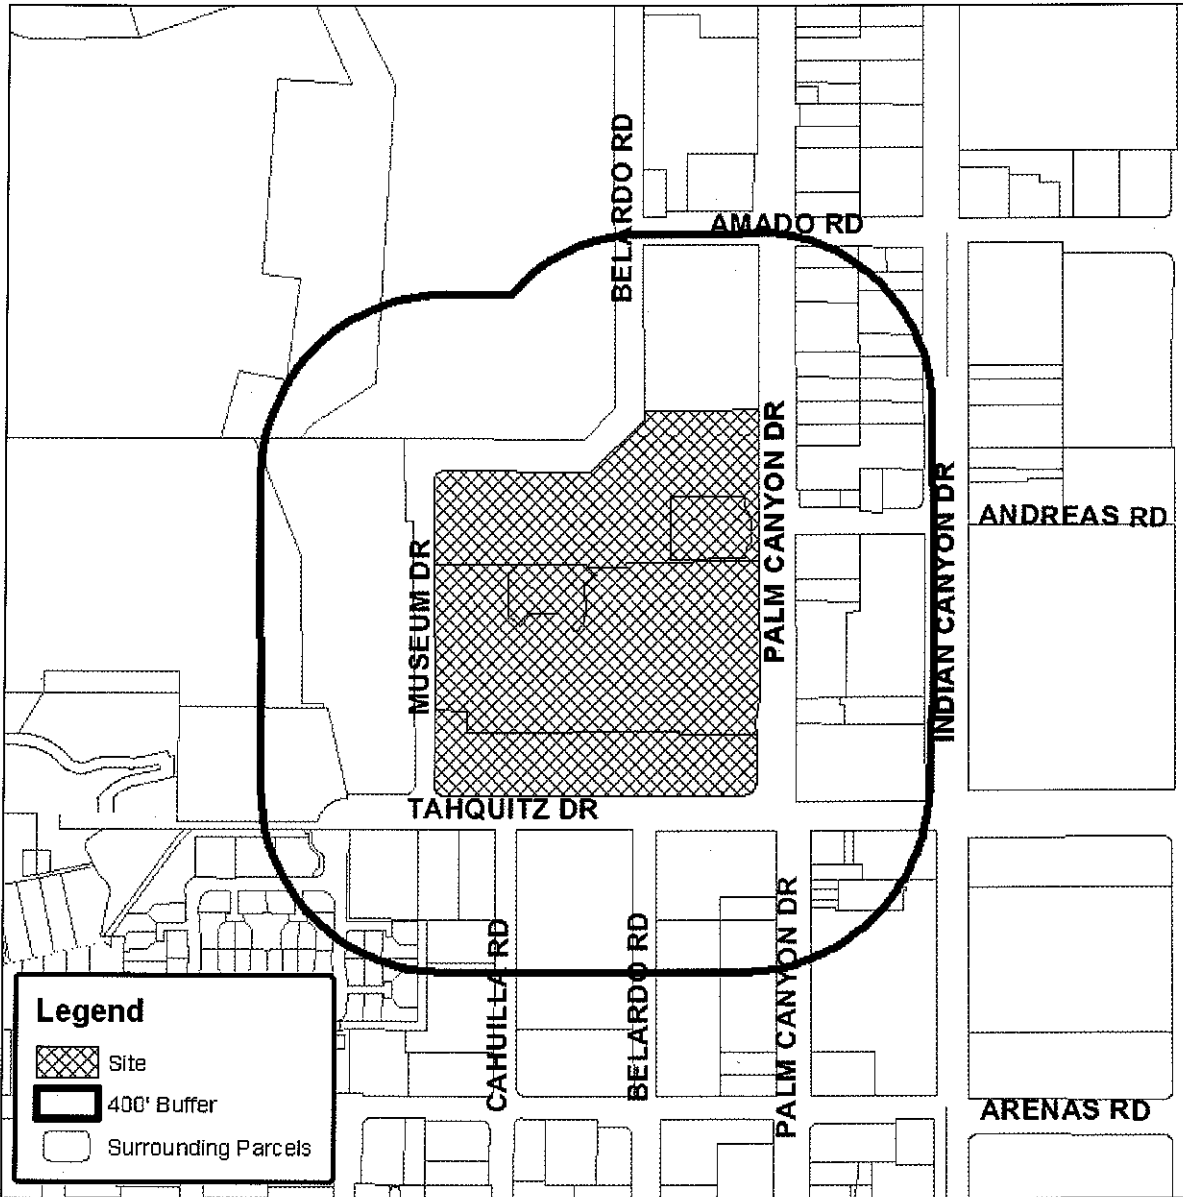 BELARDO RD
AMADO RD
PALM CANYON DR
INDIAN CANYON DR
ANDREAS RD
MUSEUM DR
TAHQUITZ DR
CAHUILLA RD
BELARDO RD
PALM CANYON DR
ARENAS RD
Legend
Site
400' Buffer
Surrounding Parcels